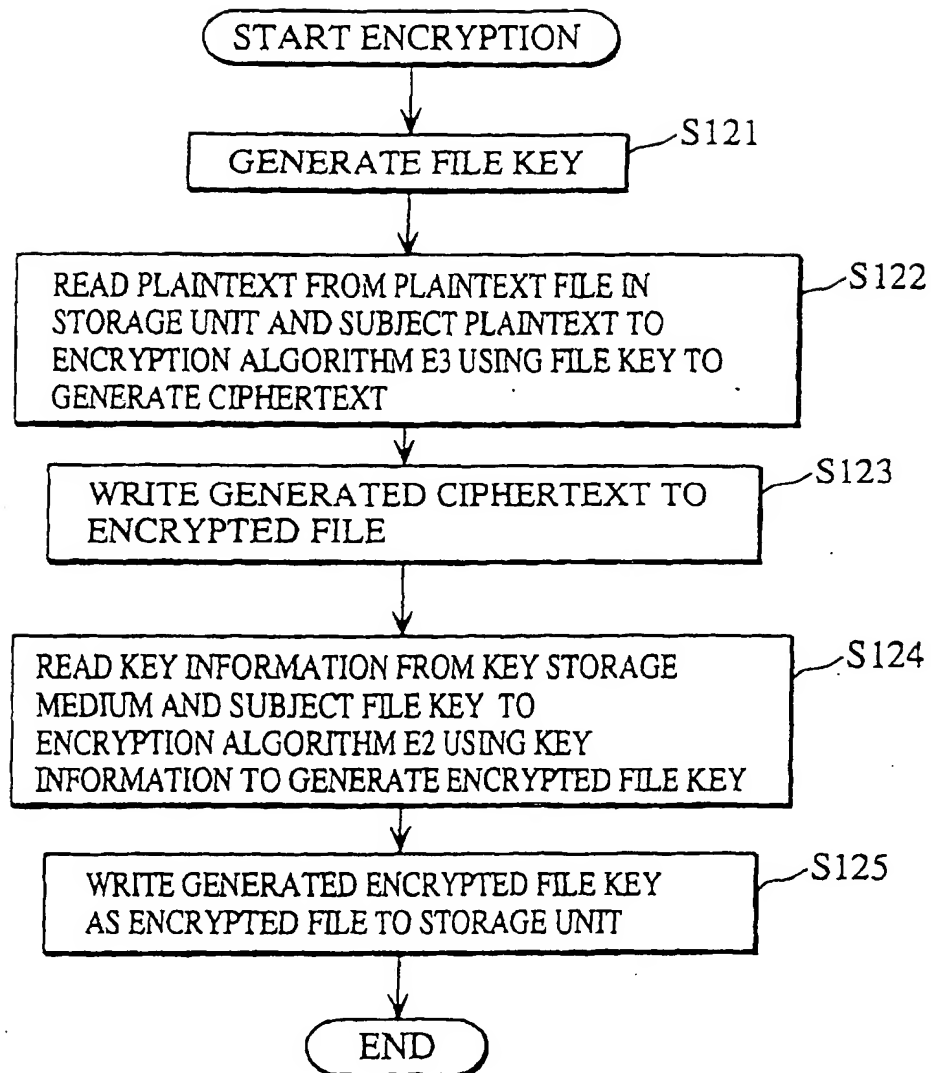 START ENCRYPTION
S121
GENERATE FILE KEY
S122
READ PLAINTEXT FROM PLAINTEXT FILE IN
STORAGE UNIT AND SUBJECT PLAINTEXT TO
ENCRYPTION ALGORITHM E3 USING FILE KEY TO
GENERATE CIPHERTEXT
S123
WRITE GENERATED CIPHERTEXT TO
ENCRYPTED FILE
S124
READ KEY INFORMATION FROM KEY STORAGE
MEDIUM AND SUBJECT FILE KEY TO
ENCRYPTION ALGORITHM E2 USING KEY
INFORMATION TO GENERATE ENCRYPTED FILE KEY
S125
WRITE GENERATED ENCRYPTED FILE KEY
AS ENCRYPTED FILE TO STORAGE UNIT
END